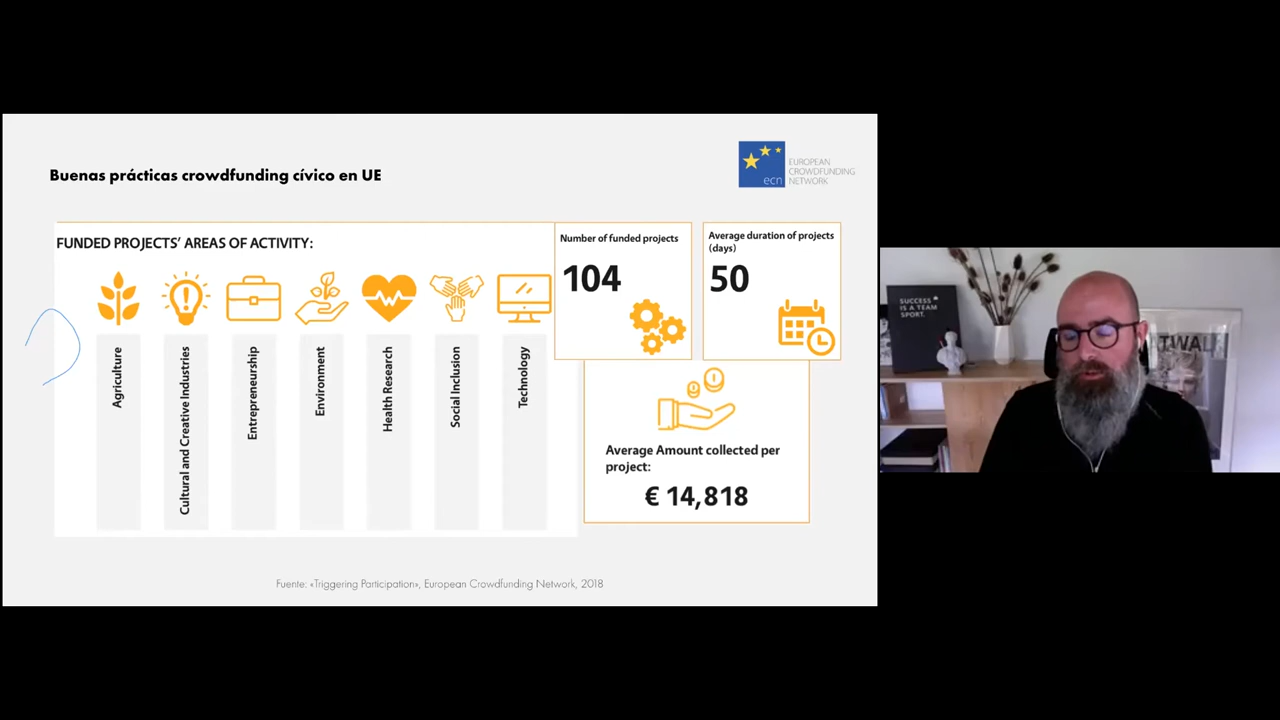 Buenas prácticas crowdfunding cívico en UE
ecn
EUROPEAN
CROWDFUNDING
NETWORK
FUNDED PROJECTS’ AREAS OF ACTIVITY:
Agriculture
Cultural and Creative Industries
Entrepreneurship
Environment
Health Research
Social Inclusion
Technology
Number of funded projects
104
Average duration of projects
(days)
50
Average Amount collected per
project:
€ 14,818
Fuente: «Triggering Participation», European Crowdfunding Network, 2018
SUCCESS
IS A TEAM
SPORT.